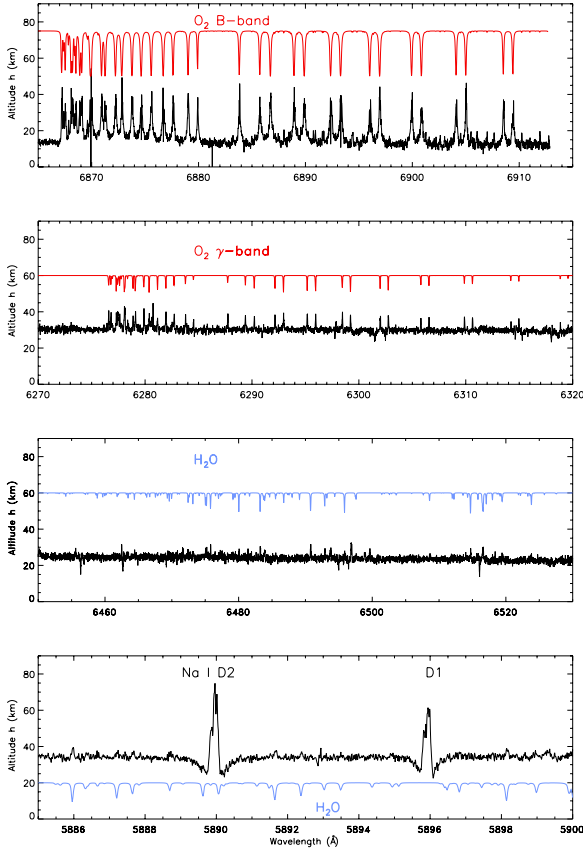 O₂ B-band
Altitude h (km)
80
60
40
20
0
6870 6880 6890 6900 6910
O₂ γ-band
Altitude h (km)
80
60
40
20
0
6270 6280 6290 6300 6310 6320
H₂O
Altitude h (km)
80
60
40
20
0
6460 6480 6500 6520
Na I D2 D1
Altitude h (km)
80
60
40
20
0
H₂O
5886 5888 5890 5892 5894 5896 5898 5900
Wavelength (Å)